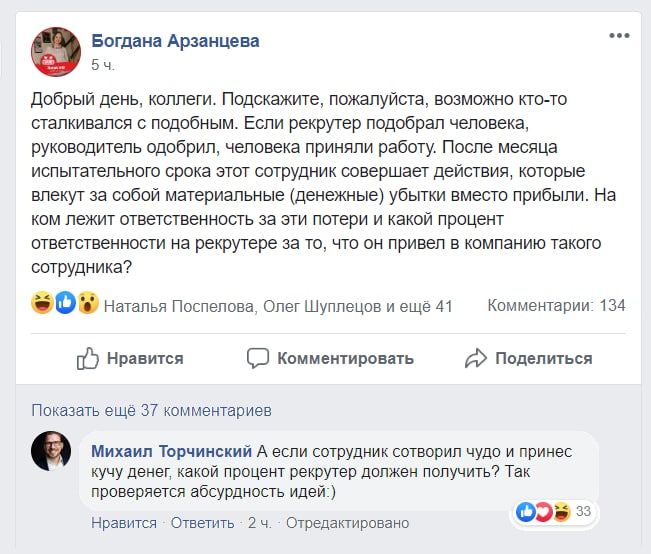 Богдана Арзанцева
5 ч.
Добрый день, коллеги. Подскажите, пожалуйста, возможно кто-то
сталкивался с подобным. Если рекрутер подобрал человека,
руководитель одобрил, человека приняли работу. После месяца
испытательного срока этот сотрудник совершает действия, которые
влекут за собой материальные (денежные) убытки вместо прибыли. На
ком лежит ответственность за эти потери и какой процент
ответственности на рекрутере за то, что он привел в компанию такого
сотрудника?
Наталья Поспелова, Олег Шуплецов и ещё 41 Комментарии: 134
Нравится Комментировать Поделиться
Показать ещё 37 комментариев
Михаил Торчинский А если сотрудник сотворил чудо и принес
кучу денег, какой процент рекрутер должен получить? Так
проверяется абсурдность идей:)
33
Нравится · Ответить · 2 ч. · Отредактировано